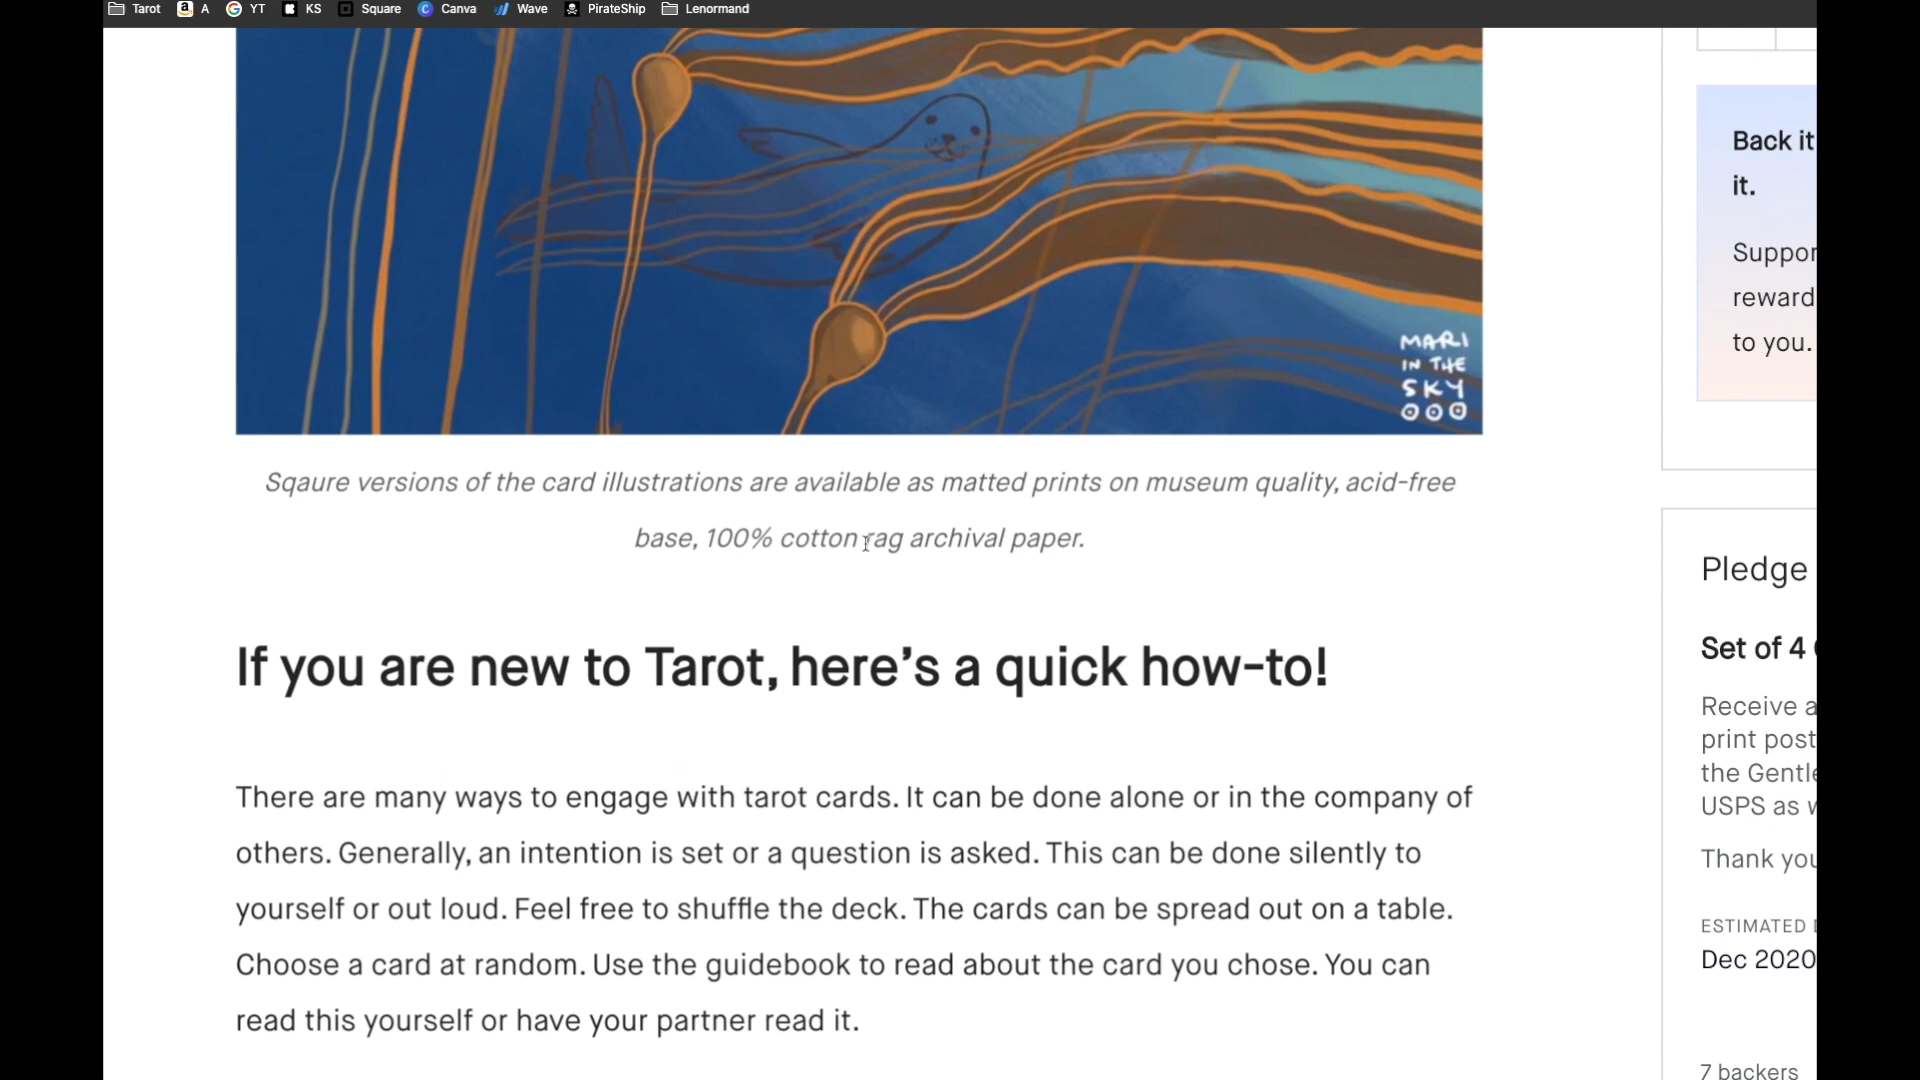 Tarot A YT KS Square Canva Wave PirateShip Lenormand
MARI
IN THE
SKY
Sqaure versions of the card illustrations are available as matted prints on museum quality, acid-free
base, 100% cotton rag archival paper.
If you are new to Tarot, here’s a quick how-to!
There are many ways to engage with tarot cards. It can be done alone or in the company of
others. Generally, an intention is set or a question is asked. This can be done silently to
yourself or out loud. Feel free to shuffle the deck. The cards can be spread out on a table.
Choose a card at random. Use the guidebook to read about the card you chose. You can
read this yourself or have your partner read it.
Back it
it.
Suppor
reward
to you.
Pledge
Set of 4
Receive a
print post
the Gentle
USPS as
Thank you
ESTIMATED
Dec 2020
7 backers